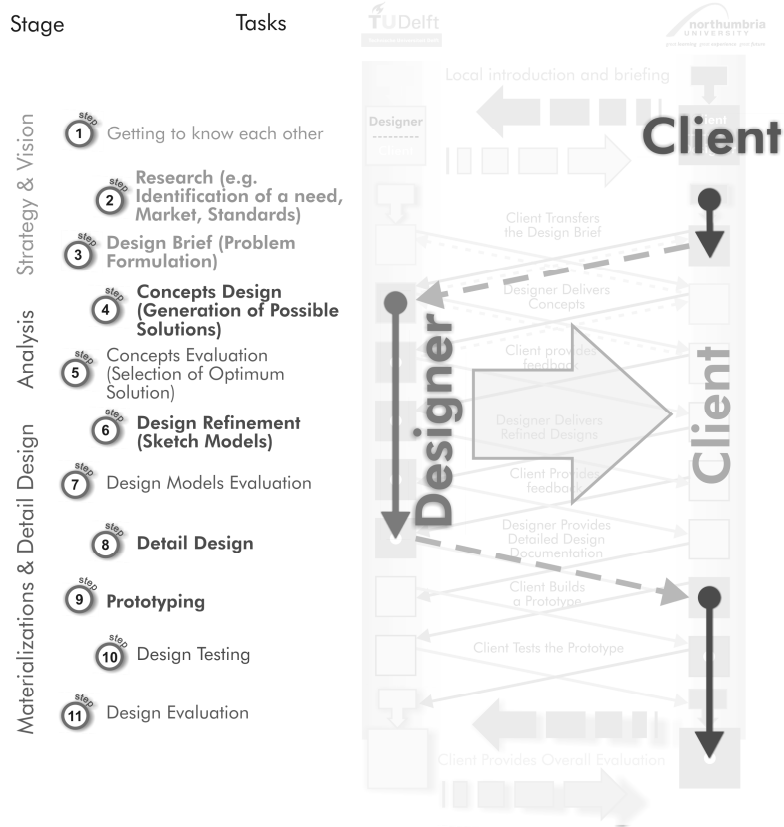 Stage
Tasks
TU Delft
northumbria
UNIVERSITY
Local introduction and briefing
Designer
Client
Strategy & Vision
step
1
Getting to know each other
step
2
Research (e.g.
Identification of a need,
Market, Standards)
step
3
Design Brief (Problem
Formulation)
Analysis
step
4
Concepts Design
(Generation of Possible
Solutions)
step
5
Concepts Evaluation
(Selection of Optimum
Solution)
Materializations & Detail Design
step
6
Design Refinement
(Sketch Models)
step
7
Design Models Evaluation
step
8
Detail Design
step
9
Prototyping
step
10
Design Testing
step
11
Design Evaluation
Client
Client Transfers
the Design Brief
Designer Delivers
Concepts
Client provides
feedback
Designer Delivers
Refined Designs
Client Provides
feedback
Designer Provides
Detailed Design
Documentation
Client Builds
a Prototype
Client Tests the Prototype
Client Provides Overall Evaluation
Designer
Client